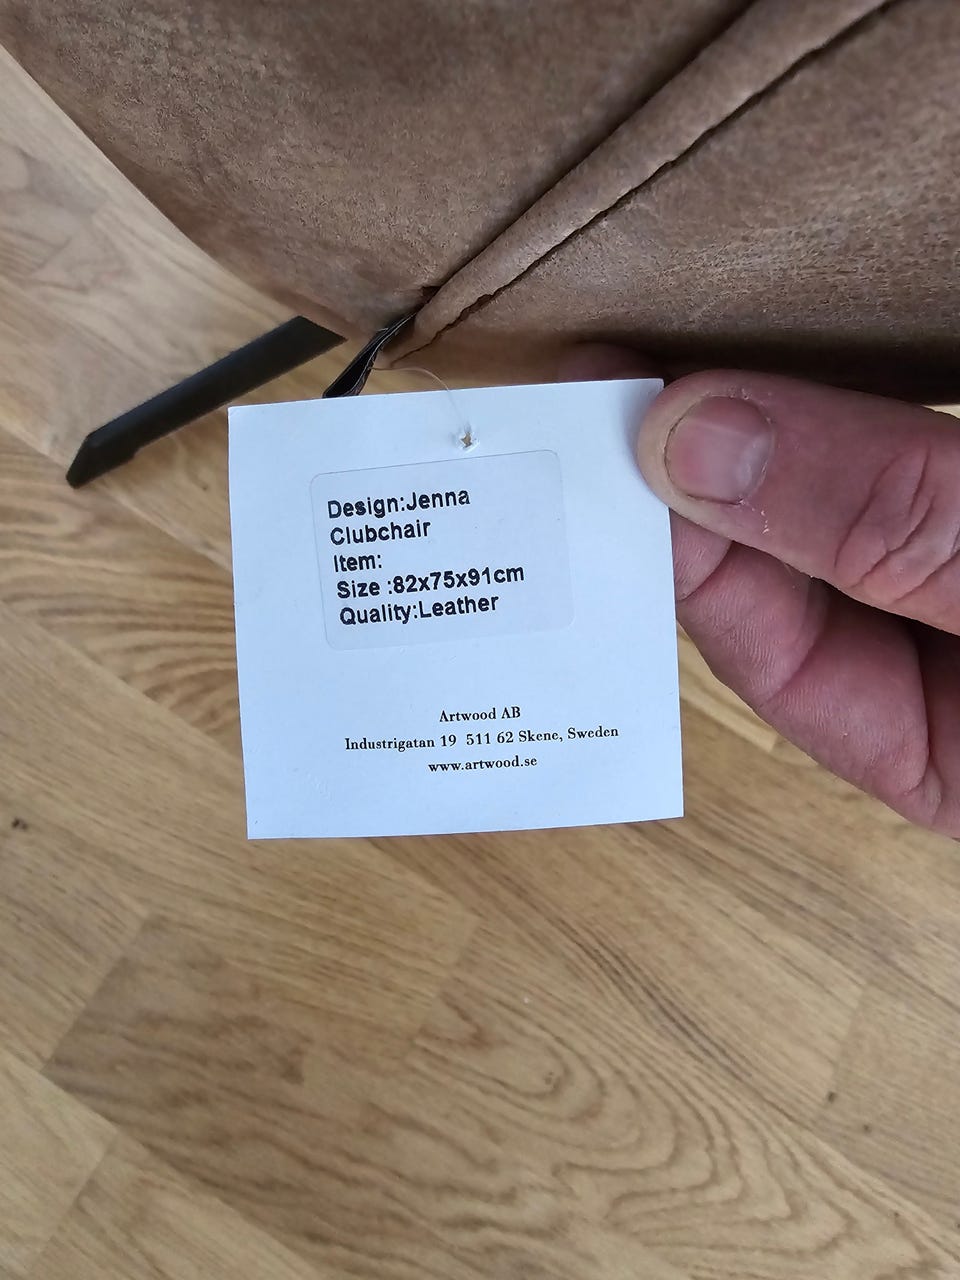 Design:Jenna
Clubchair
Item:
Size :82x75x91cm
Quality:Leather
Artwood AB
Industrigatan 19 511 62 Skene, Sweden
www.artwood.se